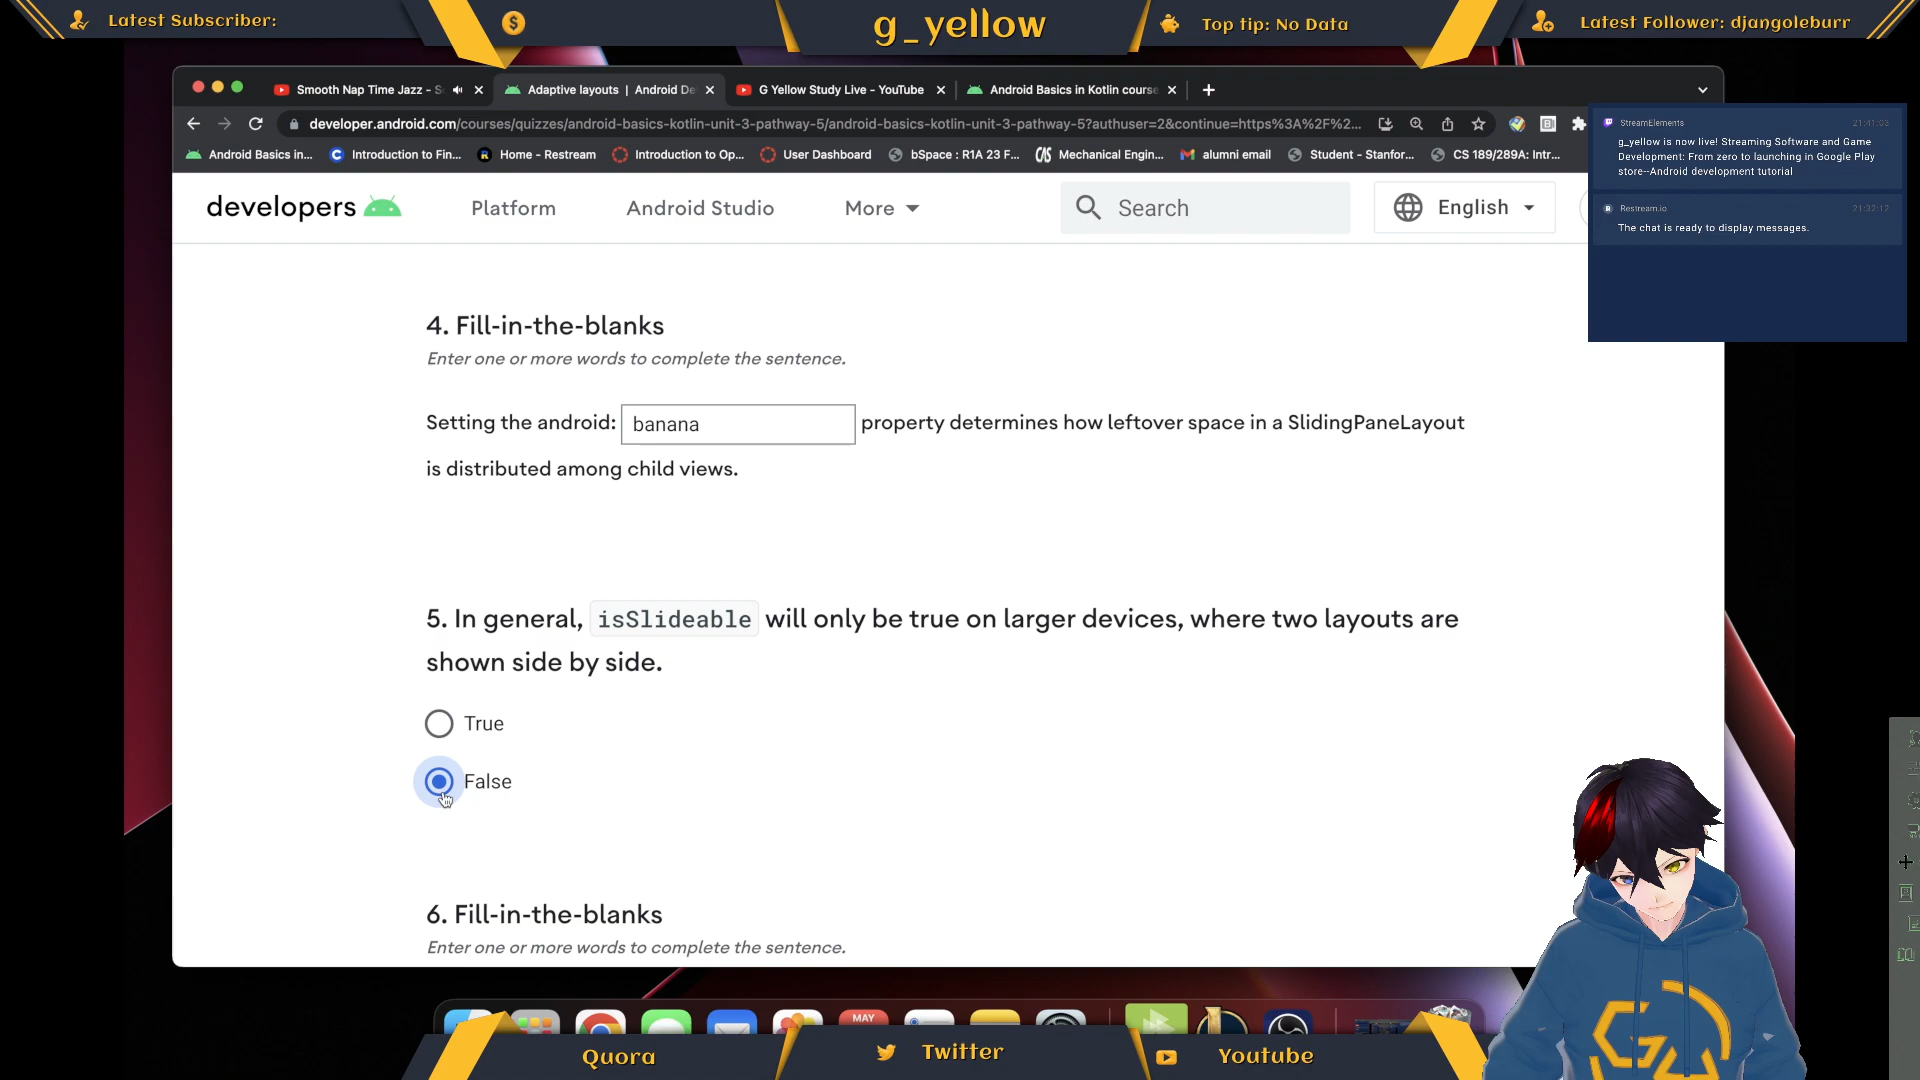 Latest Subscriber:
g_yellow
Top tip: No Data
Latest Follower: djangoleburr
Smooth Nap Time Jazz - S
Adaptive layouts | Android De
G Yellow Study Live - YouTube
Android Basics in Kotlin course
developer.android.com/courses/quizzes/android-basics-kotlin-unit-3-pathway-5/android-basics-kotlin-unit-3-pathway-5?authuser=2&continue=https%3A%2F%2...
Android Basics in...
Introduction to Fin...
Home - Restream
Introduction to Op...
User Dashboard
bSpace : R1A 23 F...
Mechanical Engin...
alumni email
Student - Stanfor...
CS 189/289A: Intr...
StreamElements
21:41:03
g_yellow is now live! Streaming Software and Game
Development: From zero to launching in Google Play
store--Android development tutorial
Restream.io
21:32:12
The chat is ready to display messages.
developers
Platform
Android Studio
More
Search
English
4. Fill-in-the-blanks
Enter one or more words to complete the sentence.
Setting the android: banana property determines how leftover space in a SlidingPaneLayout
is distributed among child views.
5. In general, isSlideable will only be true on larger devices, where two layouts are
shown side by side.
True
False
6. Fill-in-the-blanks
Enter one or more words to complete the sentence.
MAY
Quora
Twitter
Youtube